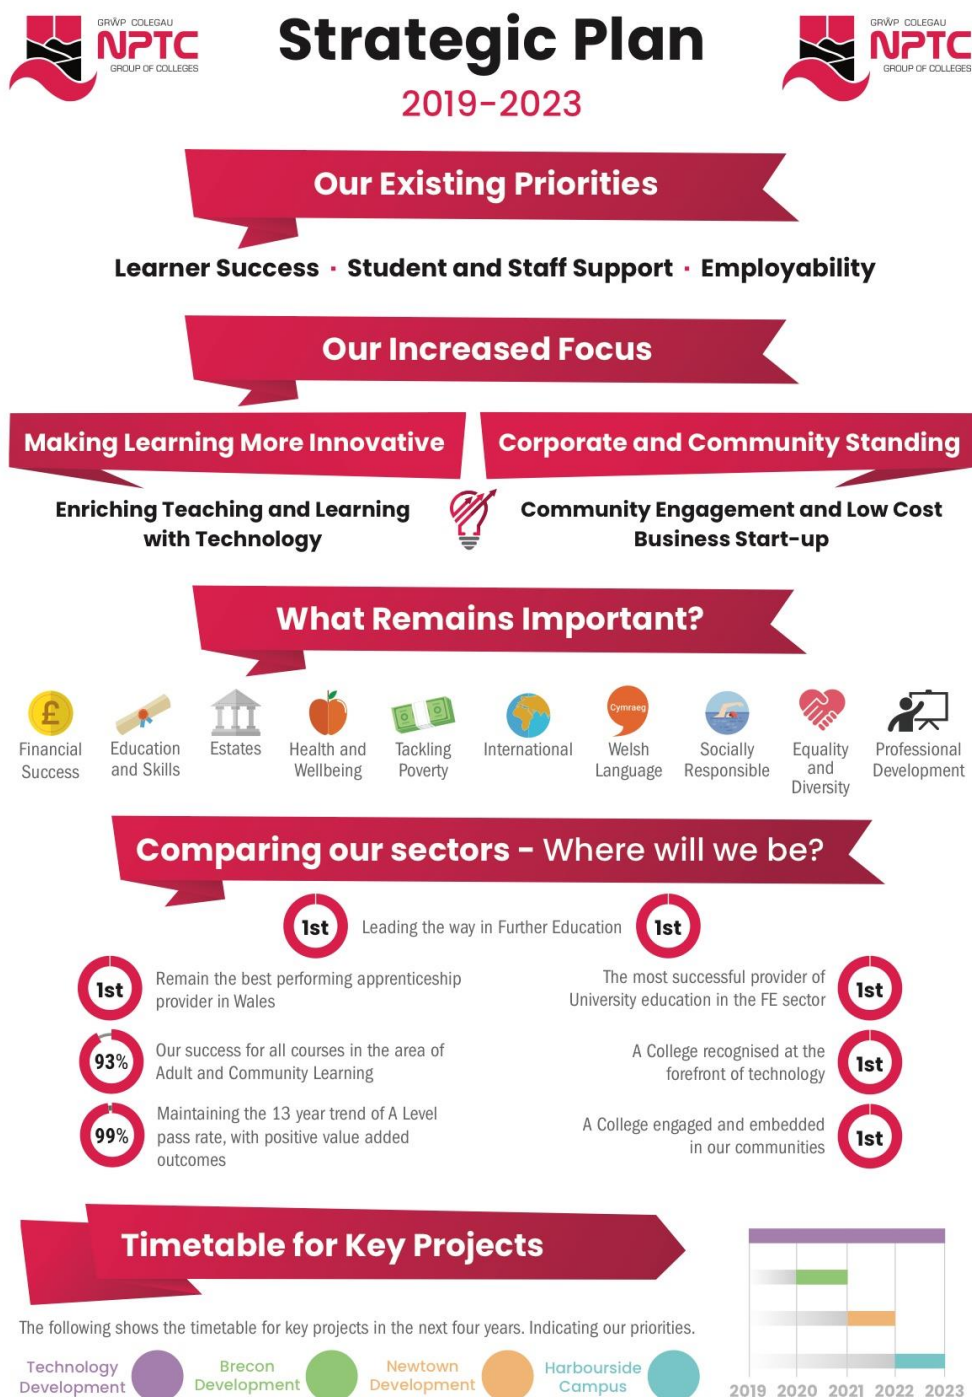 GRŴP COLEGAU
NPTC
GROUP OF COLLEGES
Strategic Plan
2019-2023
GRŴP COLEGAU
NPTC
GROUP OF COLLEGES
Our Existing Priorities
Learner Success · Student and Staff Support · Employability
Our Increased Focus
Making Learning More Innovative
Enriching Teaching and Learning
with Technology
Corporate and Community Standing
Community Engagement and Low Cost
Business Start-up
What Remains Important?
£
Financial
Success
Education
and Skills
Estates
Health and
Wellbeing
Tackling
Poverty
International
Cymraeg
Welsh
Language
Socially
Responsible
Equality
and
Diversity
Professional
Development
Comparing our sectors - Where will we be?
1st Leading the way in Further Education 1st
1st
Remain the best performing apprenticeship
provider in Wales
93%
Our success for all courses in the area of
Adult and Community Learning
99%
Maintaining the 13 year trend of A Level
pass rate, with positive value added
outcomes
The most successful provider of
University education in the FE sector
1st
A College recognised at the
forefront of technology
1st
A College engaged and embedded
in our communities
1st
Timetable for Key Projects
The following shows the timetable for key projects in the next four years. Indicating our priorities.
Technology
Development
Brecon
Development
Newtown
Development
Harbourside
Campus
2019 2020 2021 2022 2023